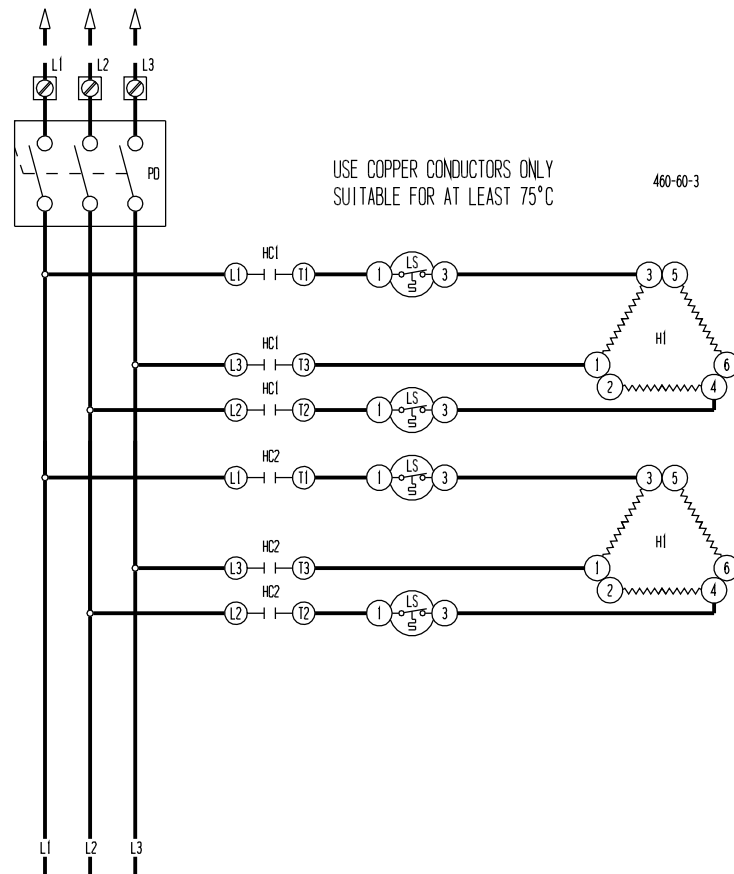 L1 L2 L3
PD
USE COPPER CONDUCTORS ONLY
SUITABLE FOR AT LEAST 75°C
460-60-3
HC1
L1 T1 1 LS 3 3 5
H1
HC1
L3 T3 1 6
2 4
HC1
L2 T2 1 LS 3
HC2
L1 T1 1 LS 3 3 5
H1
HC2
L3 T3 1 6
2 4
HC2
L2 T2 1 LS 3
L1 L2 L3